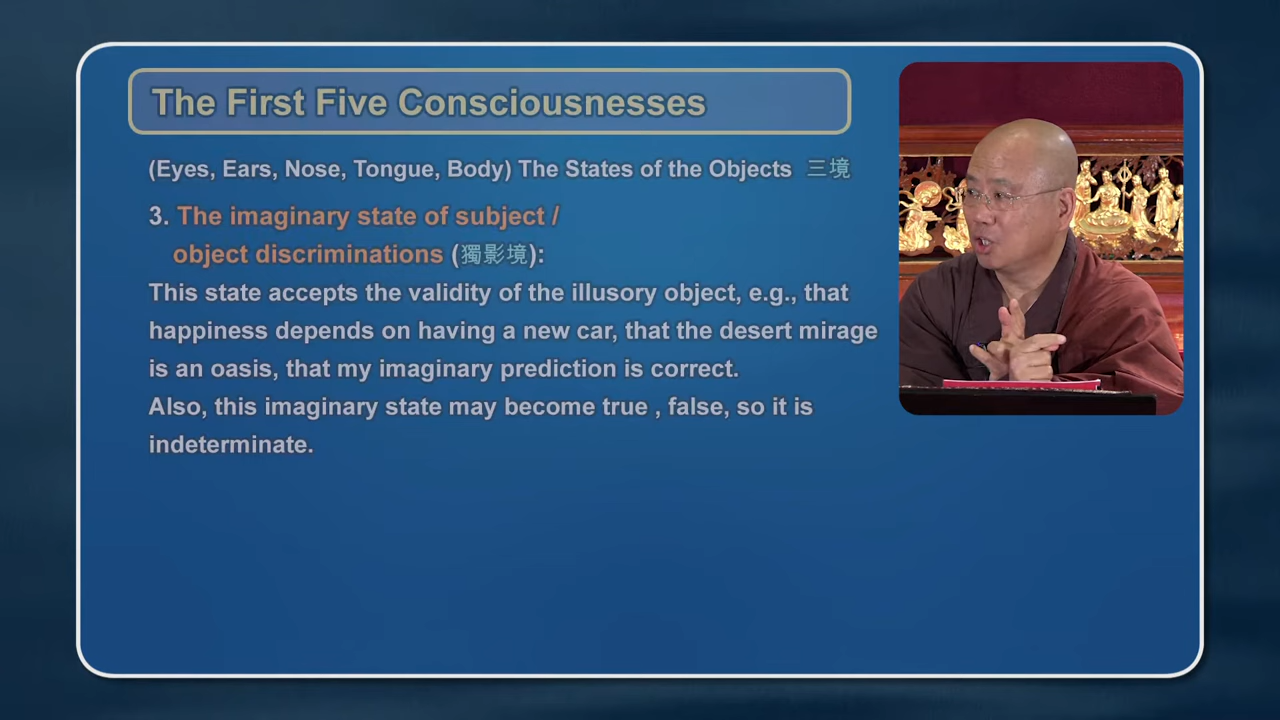 The First Five Consciousnesses
(Eyes, Ears, Nose, Tongue, Body) The States of the Objects 三境
3. The imaginary state of subject /
object discriminations (獨影境):
This state accepts the validity of the illusory object, e.g., that
happiness depends on having a new car, that the desert mirage
is an oasis, that my imaginary prediction is correct.
Also, this imaginary state may become true , false, so it is
indeterminate.